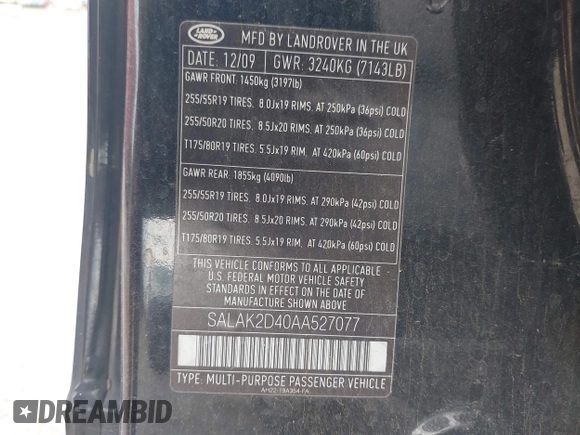 LAND
ROVER
MFD BY LANDROVER IN THE UK
DATE: 12/09 GWR: 3240KG (7143LB)
GAWR FRONT: 1450kg (3197lb)
255/55R19 TIRES. 8.0Jx19 RIMS. AT 250kPa (36psi) COLD
255/50R20 TIRES. 8.5Jx20 RIMS. AT 250kPa (36psi) COLD
T175/80R19 TIRES. 5.5Jx19 RIM. AT 420kPa (60psi) COLD
GAWR REAR: 1855kg (4090lb)
255/55R19 TIRES. 8.0Jx19 RIMS. AT 290kPa (42psi) COLD
255/50R20 TIRES. 8.5Jx20 RIMS. AT 290kPa (42psi) COLD
T175/80R19 TIRES. 5.5Jx19 RIM. AT 420kPa (60psi) COLD
THIS VEHICLE CONFORMS TO ALL APPLICABLE
U.S. FEDERAL MOTOR VEHICLE SAFETY
STANDARDS IN EFFECT ON THE DATE OF
MANUFACTURE SHOWN ABOVE
SALAK2D40AA527077
TYPE: MULTI-PURPOSE PASSENGER VEHICLE
DREAMBID